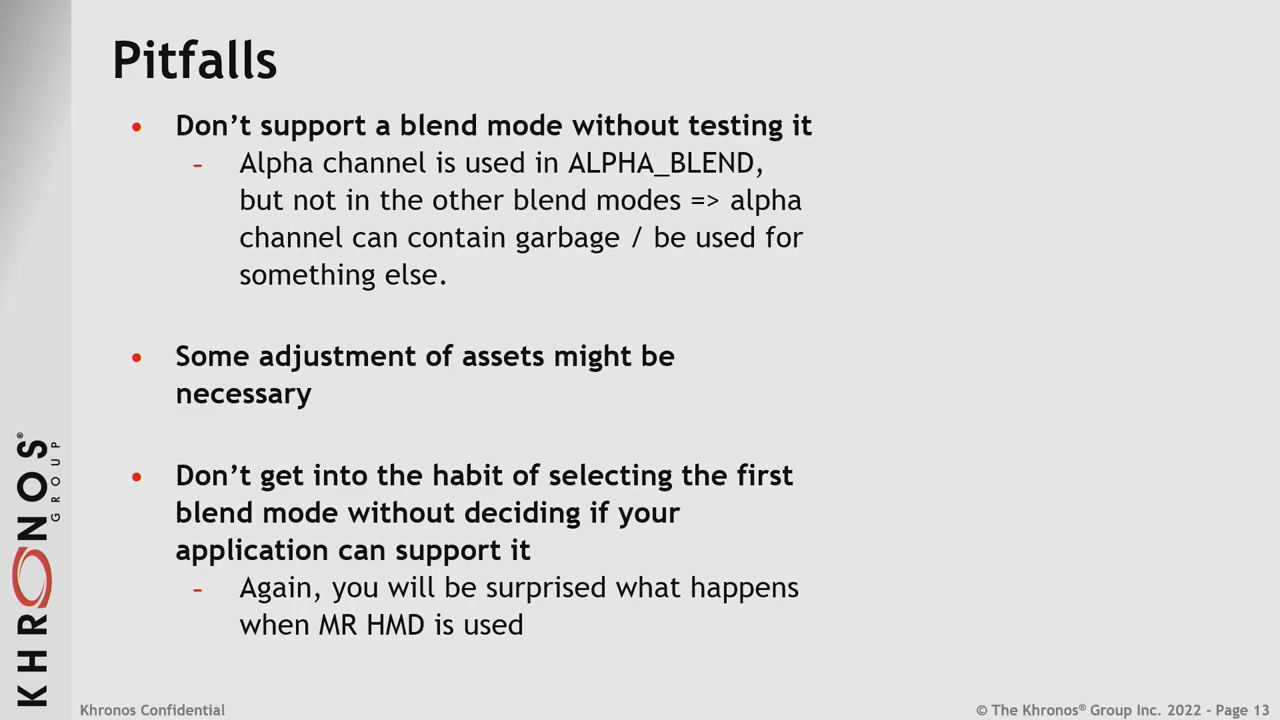 Pitfalls
• Don’t support a blend mode without testing it
- Alpha channel is used in ALPHA_BLEND,
but not in the other blend modes => alpha
channel can contain garbage / be used for
something else.
• Some adjustment of assets might be
necessary
• Don’t get into the habit of selecting the first
blend mode without deciding if your
application can support it
- Again, you will be surprised what happens
when MR HMD is used
KHRONOS®
GROUP
Khronos Confidential
© The Khronos® Group Inc. 2022 - Page 13